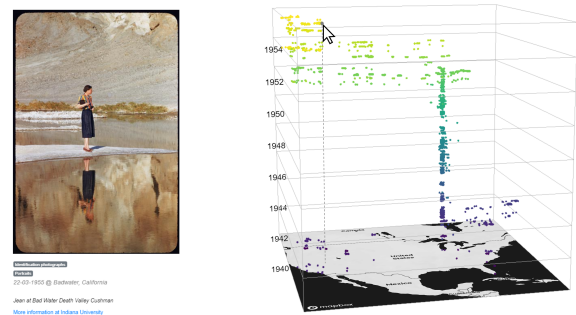 Identification photographs
Portraits
22-03-1955 @ Badwater, California
Jean at Bad Water Death Valley Cushman
More information at Indiana University
1954
1952
1950
1948
1946
1944
1942
1940
United
States
Mexico
mapbox